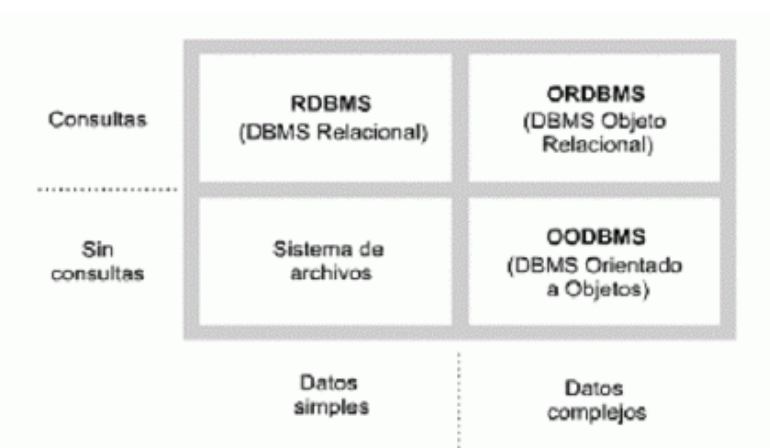 Consultas
RDBMS
(DBMS Relacional)
ORDBMS
(DBMS Objeto
Relacional)
Sin
consultas
Sistema de
archivos
OODBMS
(DBMS Orientado
a Objetos)
Datos
simples
Datos
complejos